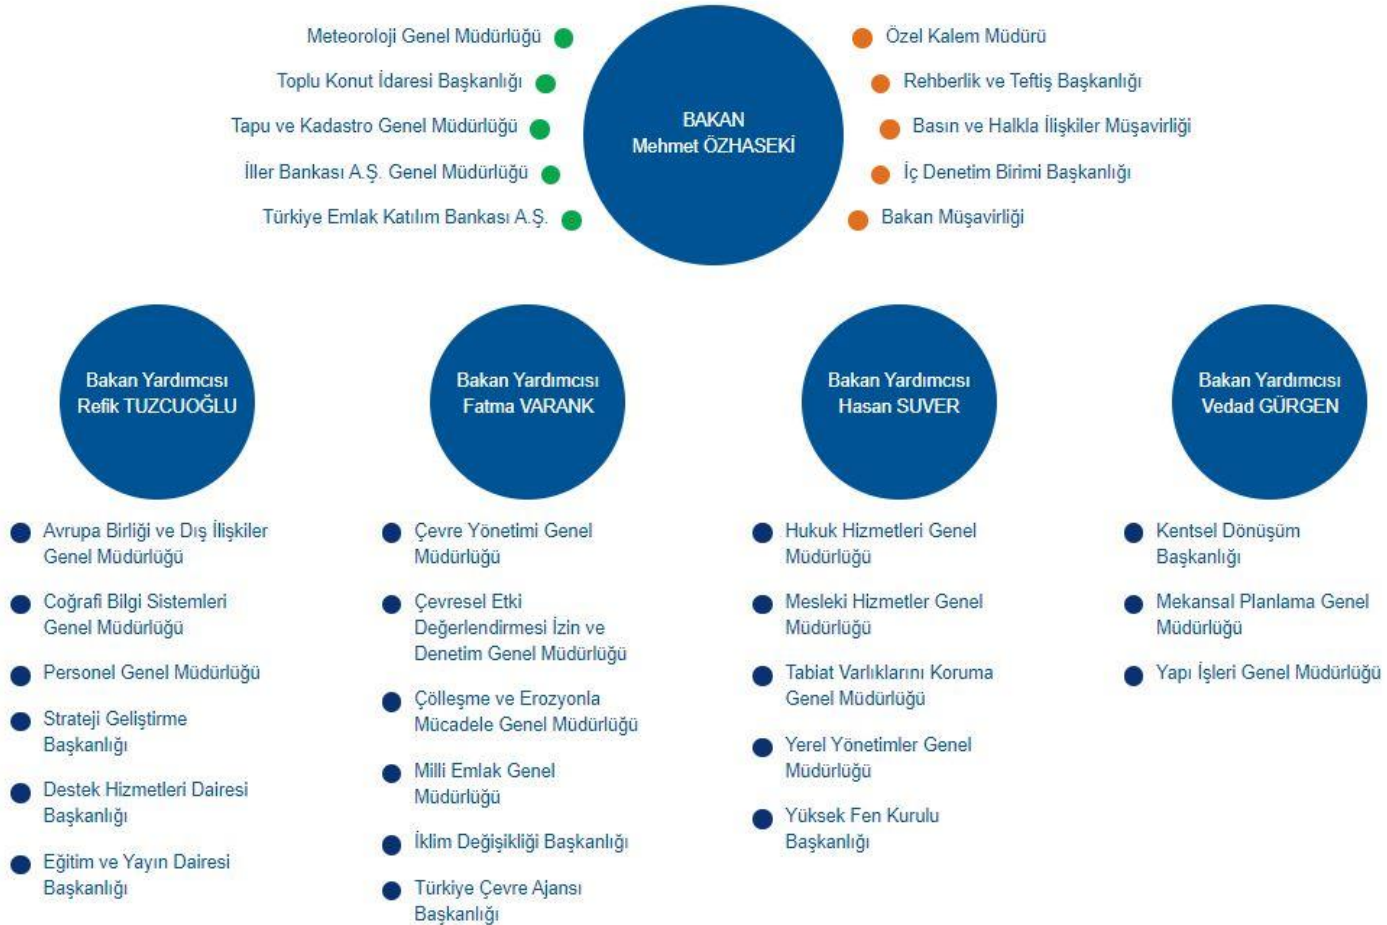 Meteoroloji Genel Müdürlüğü
Toplu Konut İdaresi Başkanlığı
Tapu ve Kadastro Genel Müdürlüğü
İller Bankası A.Ş. Genel Müdürlüğü
Türkiye Emlak Katılım Bankası A.Ş.
BAKAN
Mehmet ÖZHASEKİ
Özel Kalem Müdürü
Rehberlik ve Teftiş Başkanlığı
Basın ve Halkla İlişkiler Müşavirliği
İç Denetim Birimi Başkanlığı
Bakan Müşavirliği
Bakan Yardımcısı
Refik TUZCUOĞLU
Avrupa Birliği ve Dış İlişkiler
Genel Müdürlüğü
Coğrafi Bilgi Sistemleri
Genel Müdürlüğü
Personel Genel Müdürlüğü
Strateji Geliştirme
Başkanlığı
Destek Hizmetleri Dairesi
Başkanlığı
Eğitim ve Yayın Dairesi
Başkanlığı
Bakan Yardımcısı
Fatma VARANK
Çevre Yönetimi Genel
Müdürlüğü
Çevresel Etki
Değerlendirmesi İzin ve
Denetim Genel Müdürlüğü
Çölleşme ve Erozyonla
Mücadele Genel Müdürlüğü
Milli Emlak Genel
Müdürlüğü
İklim Değişikliği Başkanlığı
Türkiye Çevre Ajansı
Başkanlığı
Bakan Yardımcısı
Hasan SUVER
Hukuk Hizmetleri Genel
Müdürlüğü
Mesleki Hizmetler Genel
Müdürlüğü
Tabiat Varlıklarını Koruma
Genel Müdürlüğü
Yerel Yönetimler Genel
Müdürlüğü
Yüksek Fen Kurulu
Başkanlığı
Bakan Yardımcısı
Vedad GÜRGEN
Kentsel Dönüşüm
Başkanlığı
Mekansal Planlama Genel
Müdürlüğü
Yapı İşleri Genel Müdürlüğü